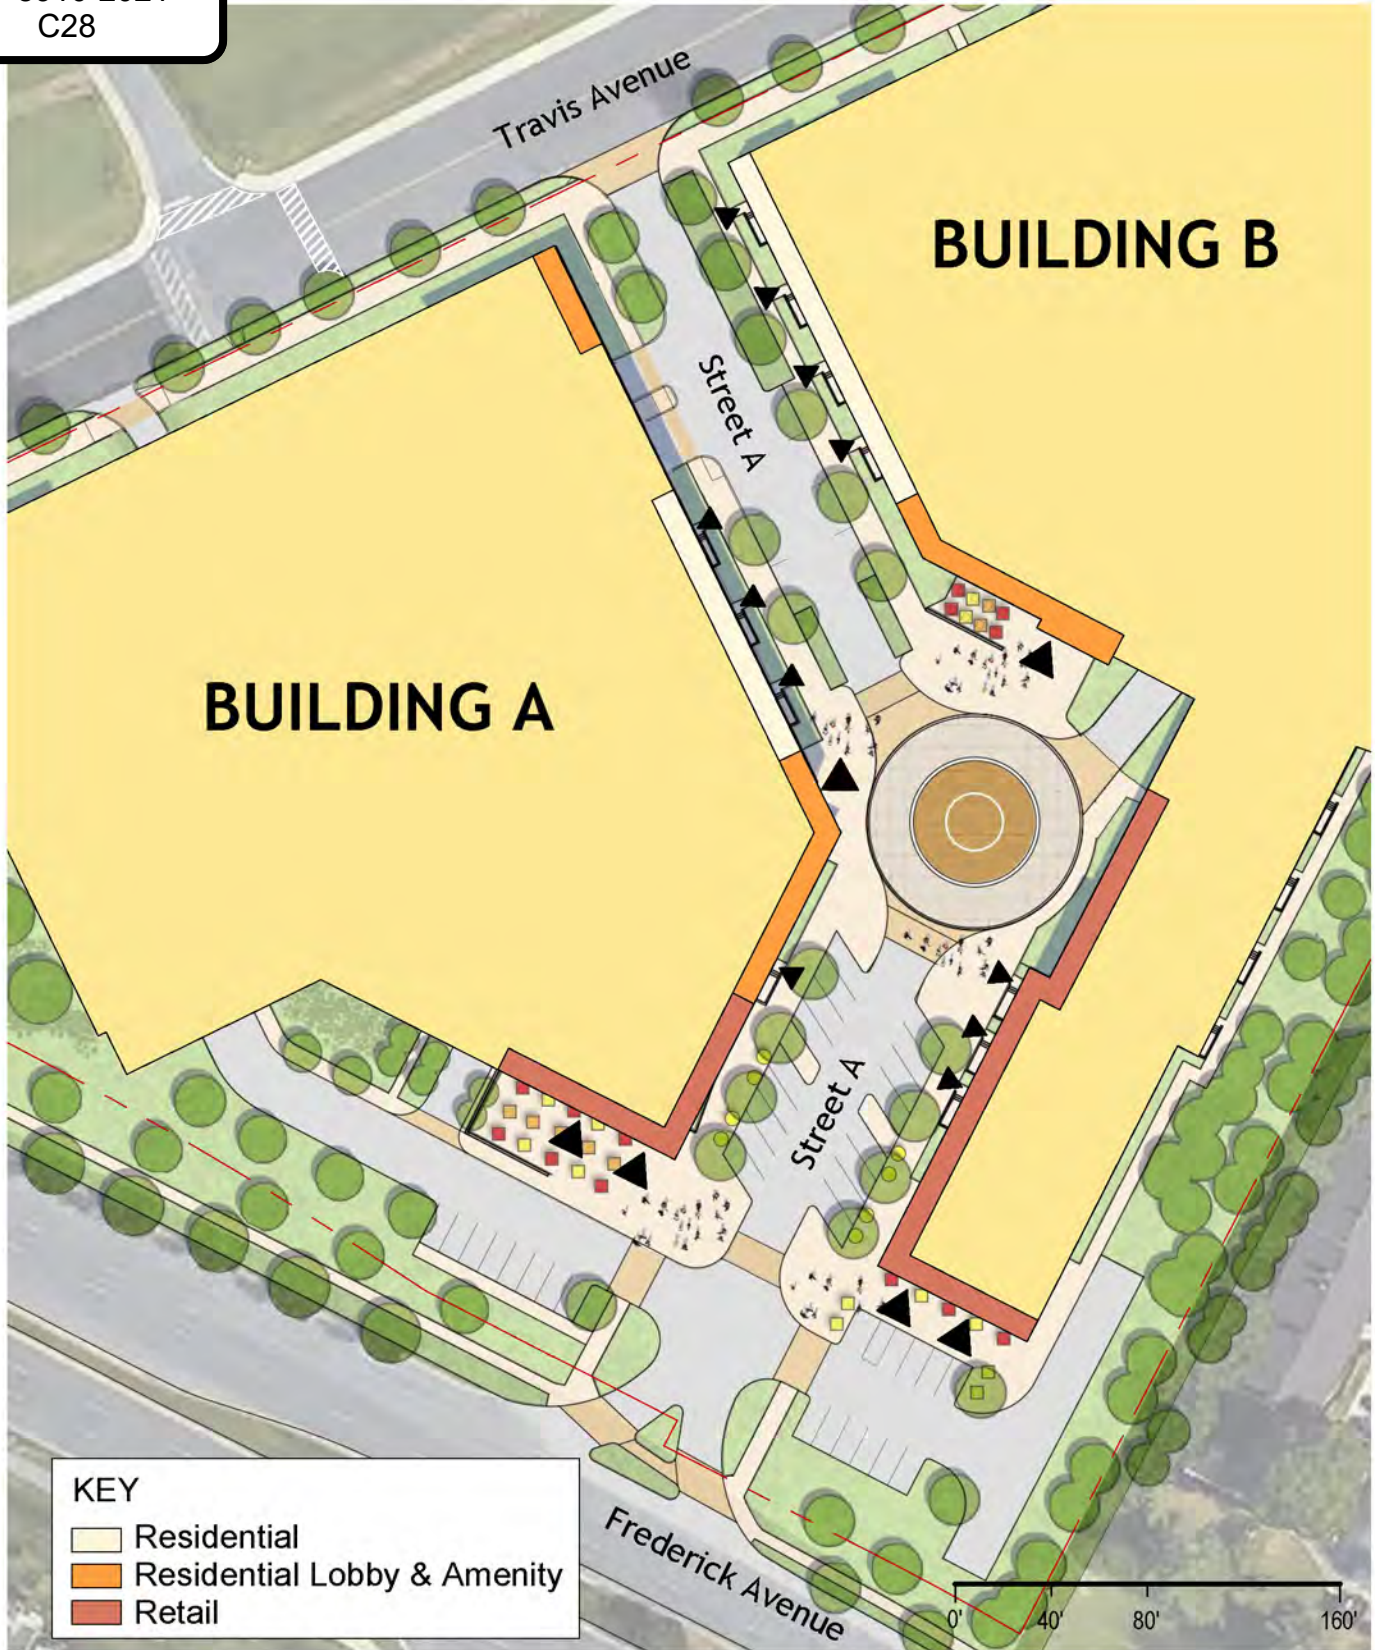 C28
Travis Avenue
BUILDING B
Street A
BUILDING A
Street A
KEY
Residential
Residential Lobby & Amenity
Retail
Frederick Avenue
0' 40' 80' 160'